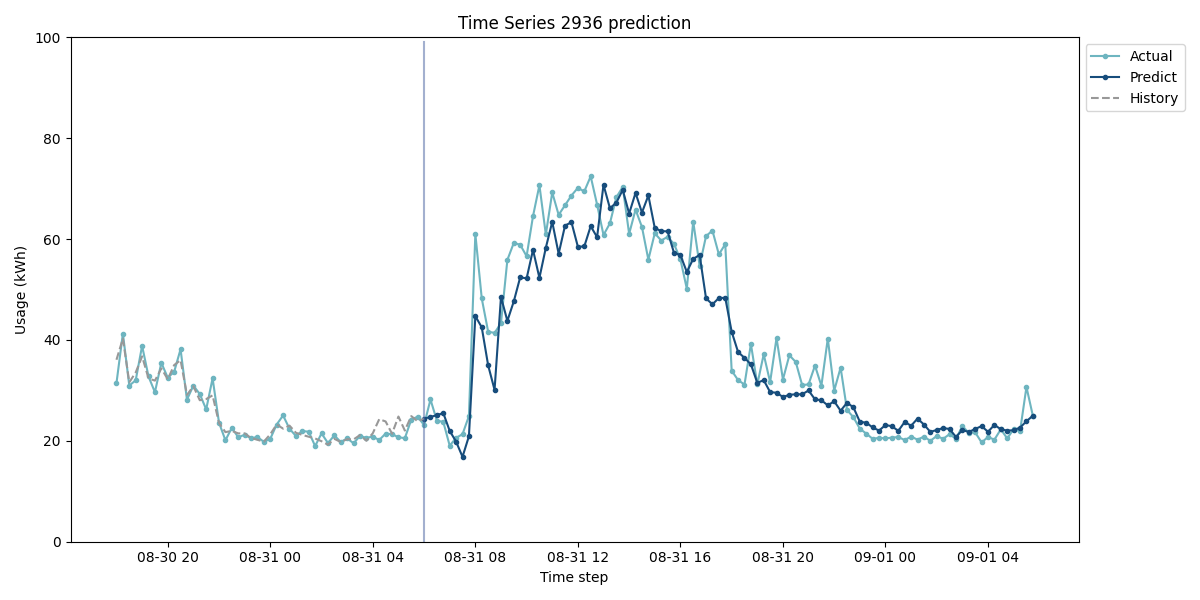 Time Series 2936 prediction
Usage (kWh)
100
80
60
40
20
0
08-30 20
08-31 00
08-31 04
08-31 08
08-31 12
08-31 16
08-31 20
09-01 00
09-01 04
Time step
Actual
Predict
History